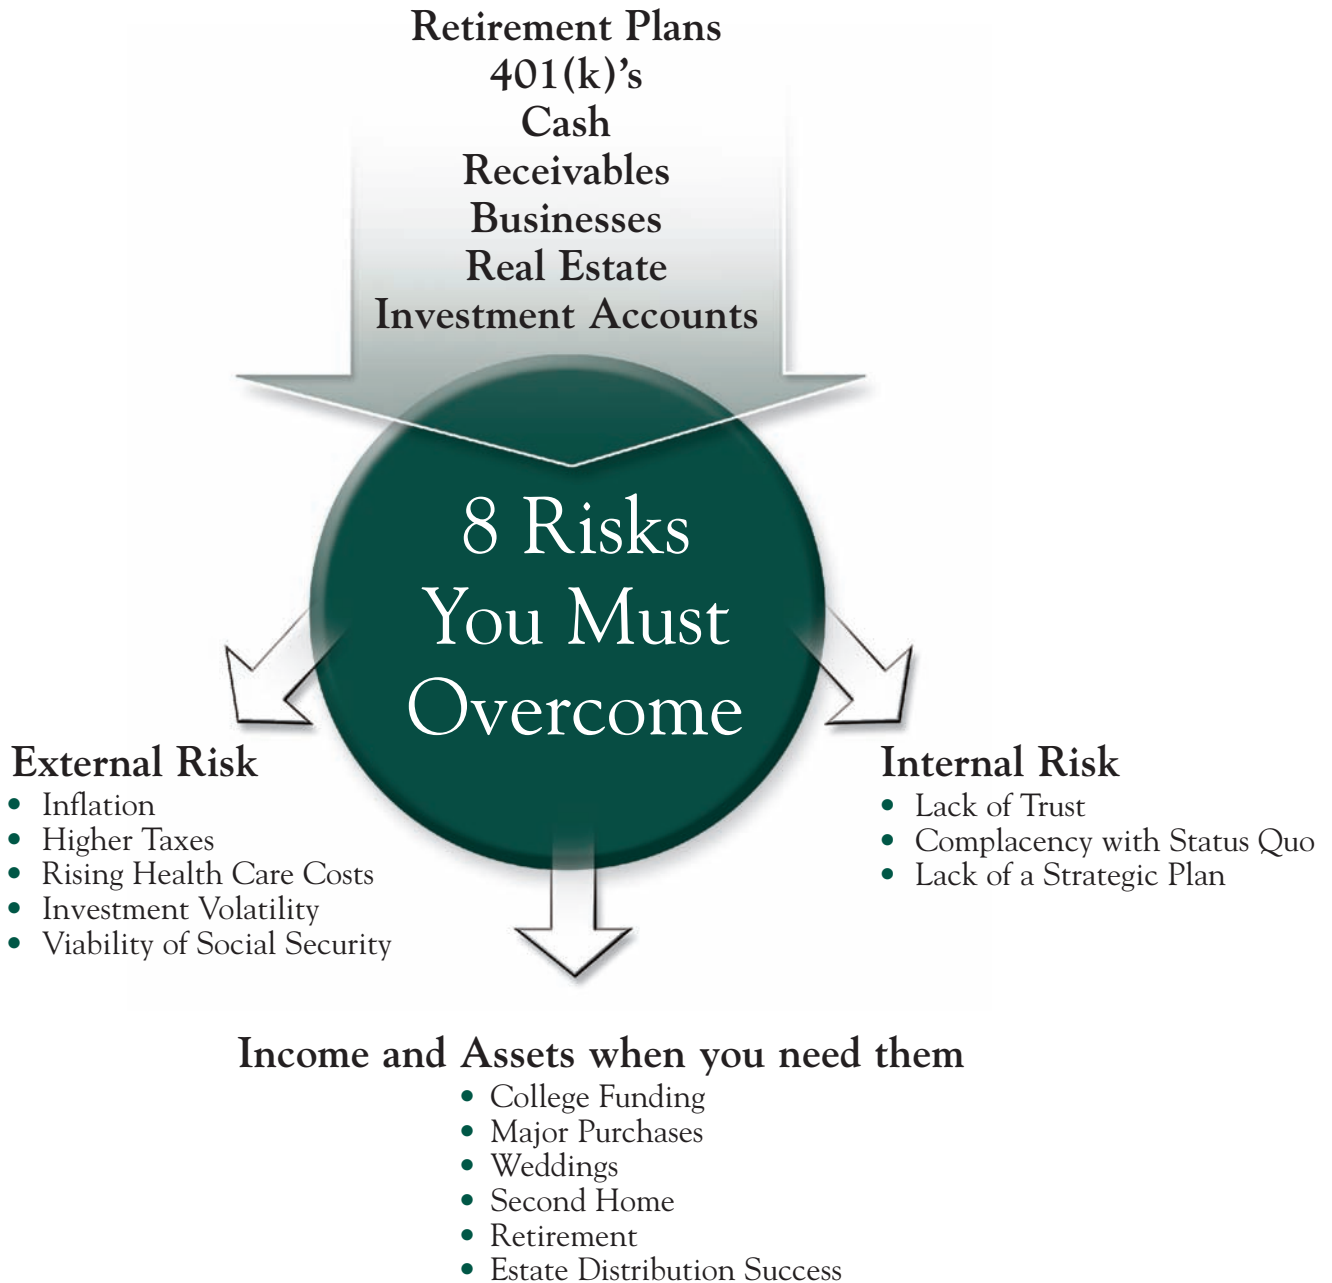 Retirement Plans
401(k)’s
Cash
Receivables
Businesses
Real Estate
Investment Accounts
8 Risks
You Must
Overcome
External Risk
• Inflation
• Higher Taxes
• Rising Health Care Costs
• Investment Volatility
• Viability of Social Security
Internal Risk
• Lack of Trust
• Complacency with Status Quo
• Lack of a Strategic Plan
Income and Assets when you need them
• College Funding
• Major Purchases
• Weddings
• Second Home
• Retirement
• Estate Distribution Success